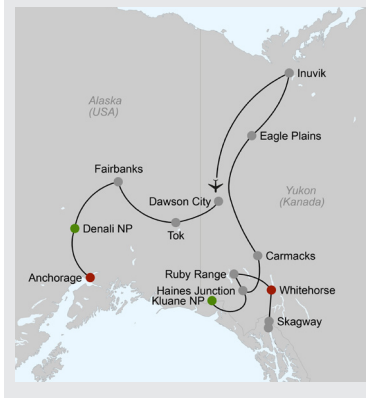 Inuvik
Alaska
(USA)
Eagle Plains
Fairbanks
Yukon
(Kanada)
Dawson City
Denali NP
Tok
Carmacks
Ruby Range
Anchorage
Haines Junction
Whitehorse
Kluane NP
Skagway